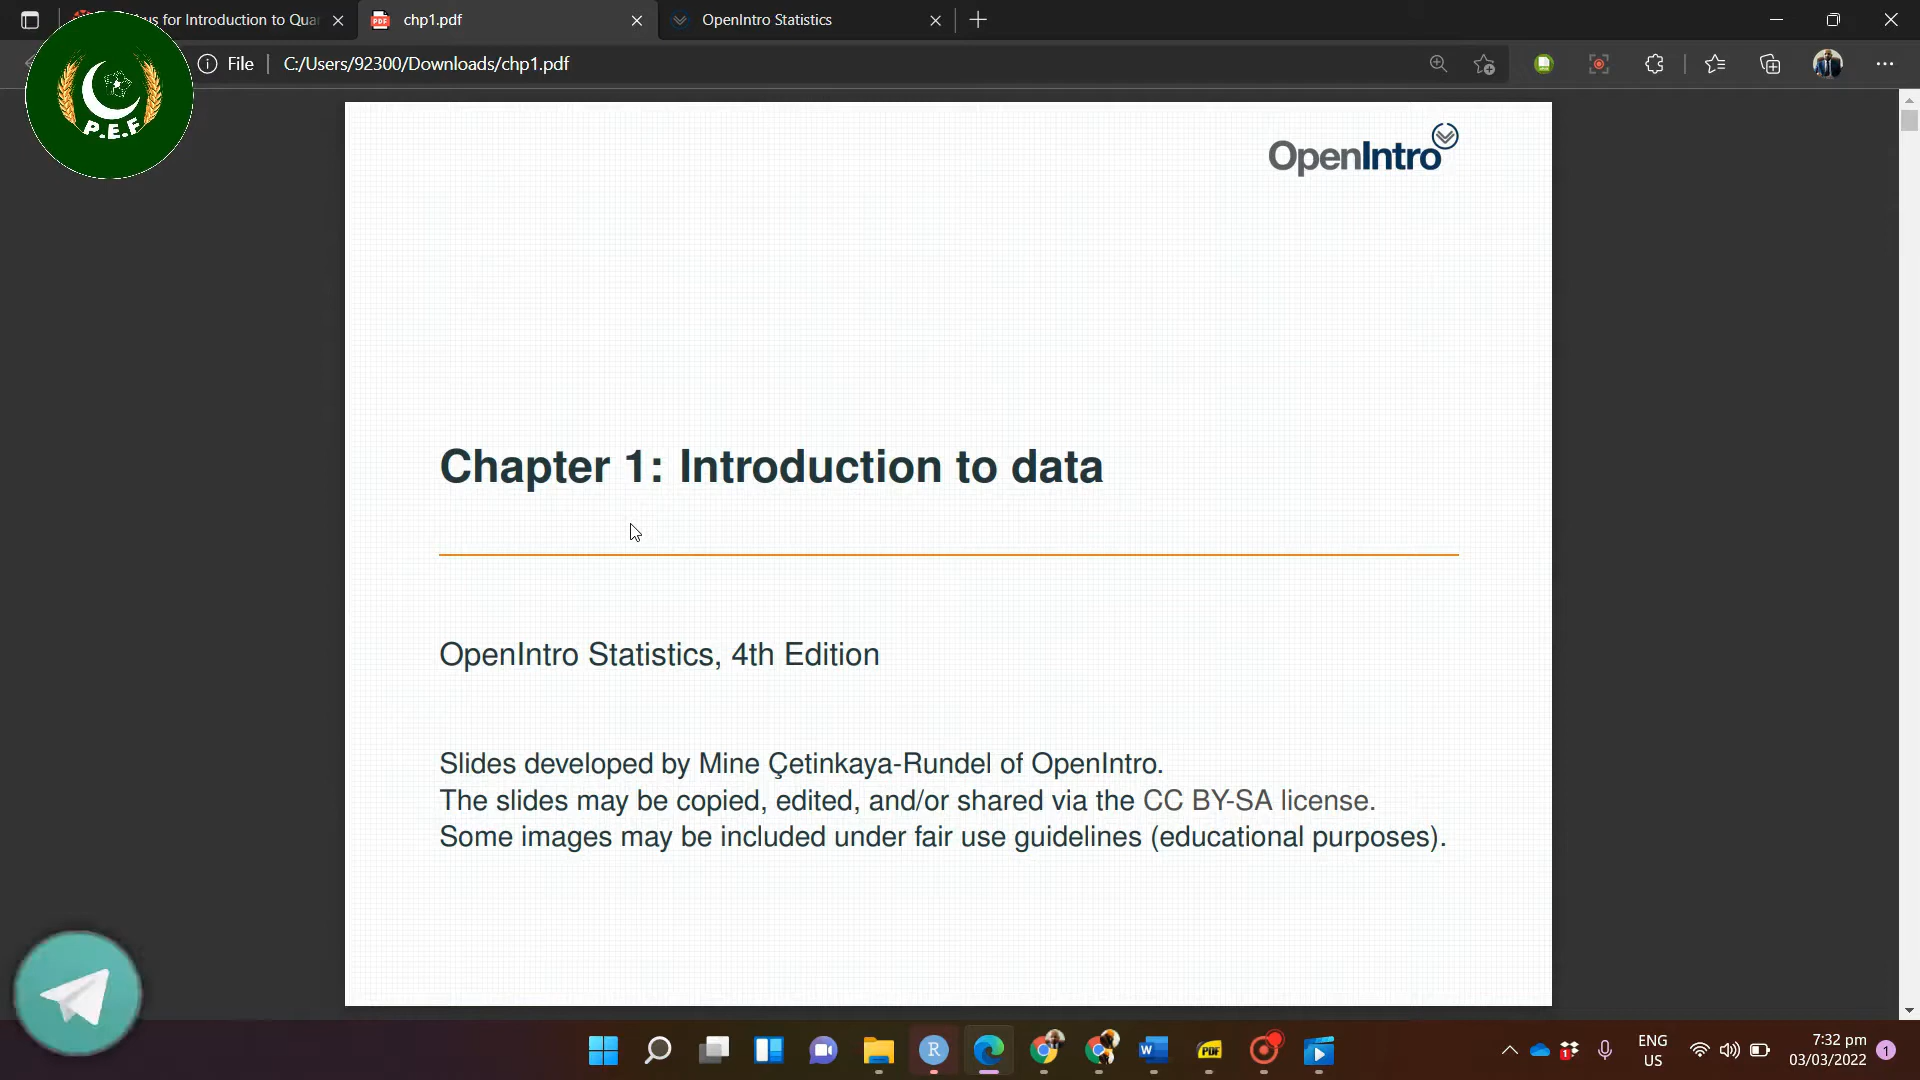 us for Introduction to Qua
chp1.pdf
OpenIntro Statistics
File
C:/Users/92300/Downloads/chp1.pdf
P.E.F
OpenIntro
Chapter 1: Introduction to data
OpenIntro Statistics, 4th Edition
Slides developed by Mine Çetinkaya-Rundel of OpenIntro.
The slides may be copied, edited, and/or shared via the CC BY-SA license.
Some images may be included under fair use guidelines (educational purposes).
ENG
US
7:32 pm
03/03/2022
1